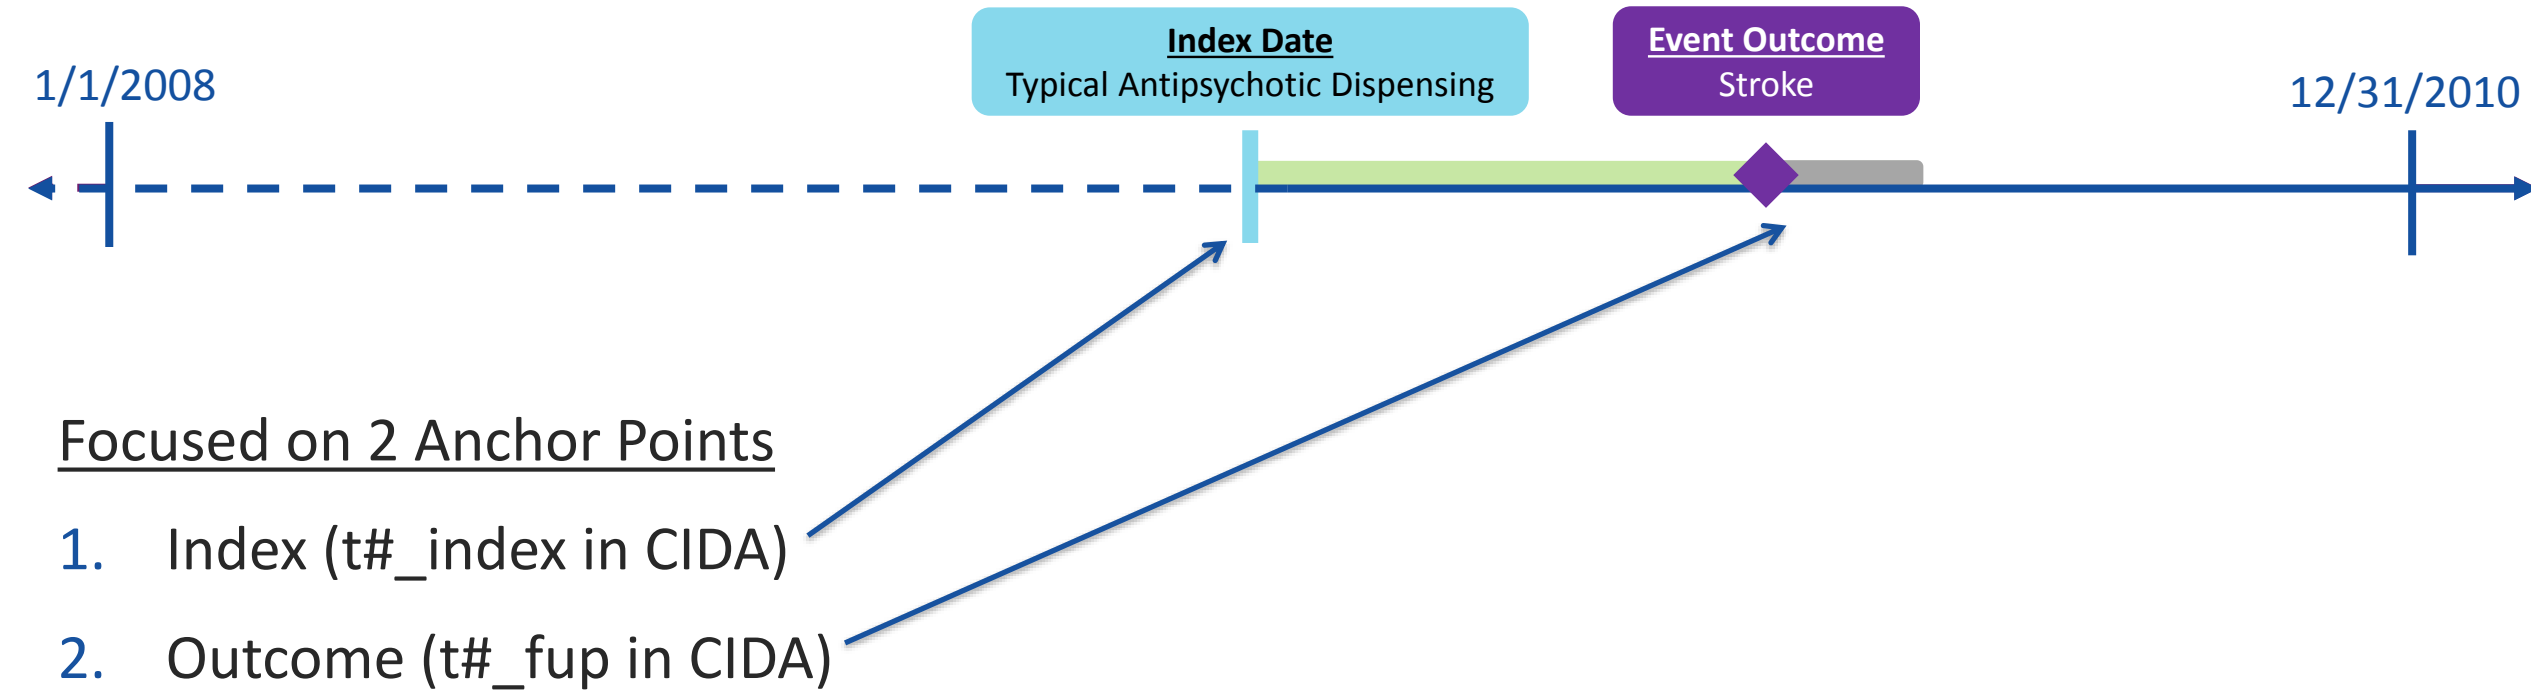 1/1/2008
Index Date
Typical Antipsychotic Dispensing
Event Outcome
Stroke
12/31/2010
Focused on 2 Anchor Points
1. Index (t#_index in CIDA)
2. Outcome (t#_fup in CIDA)